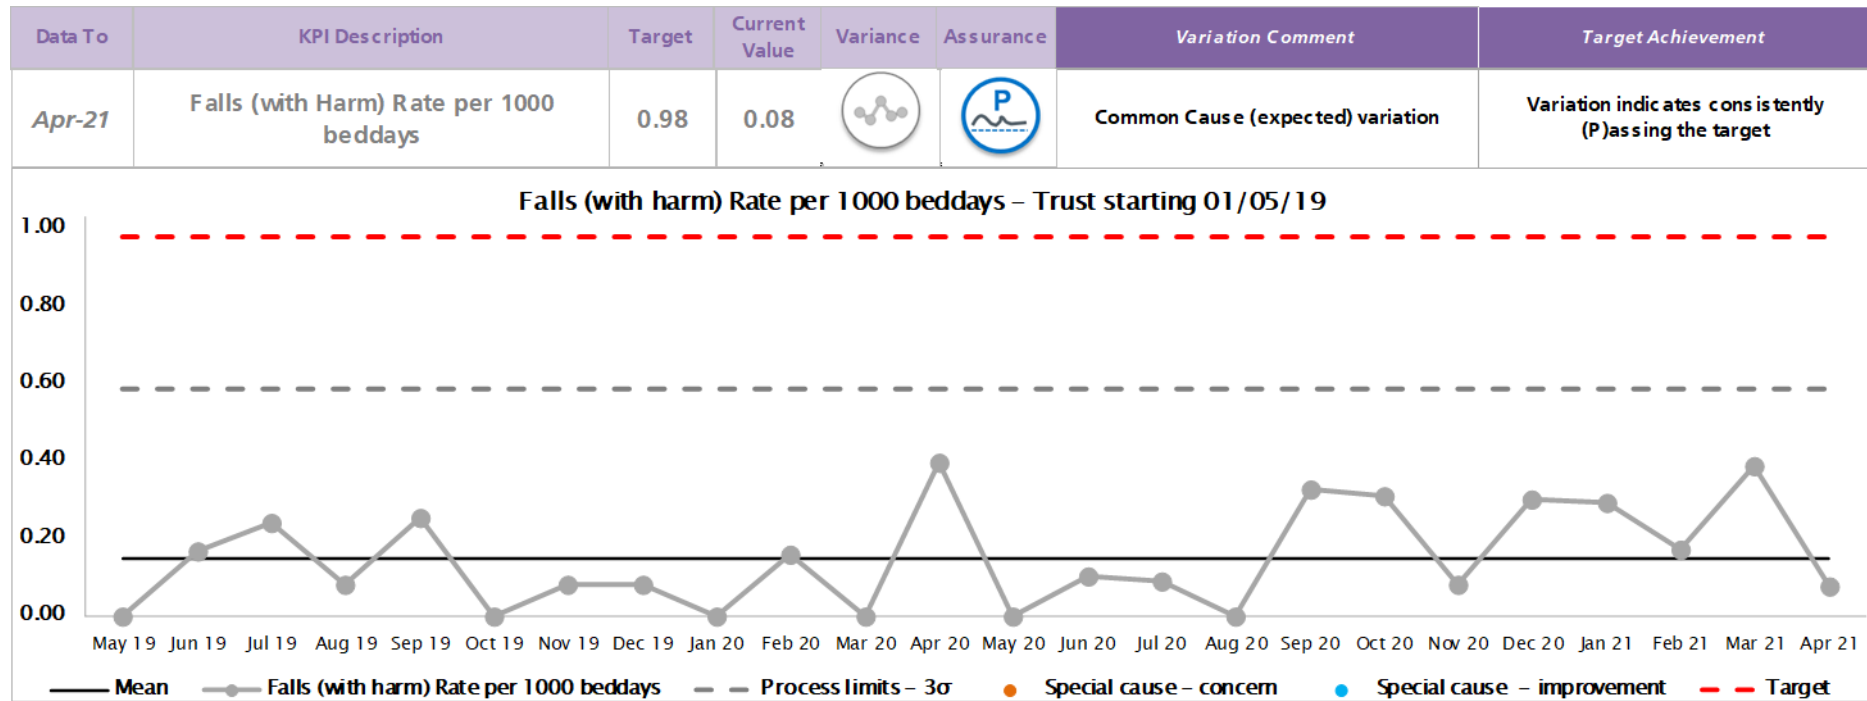 Data To KPI Description Target Current Value Variance Assurance Variation Comment Target Achievement
Apr-21 Falls (with Harm) Rate per 1000 beddays 0.98 0.08 P Common Cause (expected) variation Variation indicates consistently (P)assing the target
Falls (with harm) Rate per 1000 beddays – Trust starting 01/05/19
1.00
0.80
0.60
0.40
0.20
0.00
May 19 Jun 19 Jul 19 Aug 19 Sep 19 Oct 19 Nov 19 Dec 19 Jan 20 Feb 20 Mar 20 Apr 20 May 20 Jun 20 Jul 20 Aug 20 Sep 20 Oct 20 Nov 20 Dec 20 Jan 21 Feb 21 Mar 21 Apr 21
Mean Falls (with harm) Rate per 1000 beddays Process limits – 3σ Special cause – concern Special cause – improvement Target